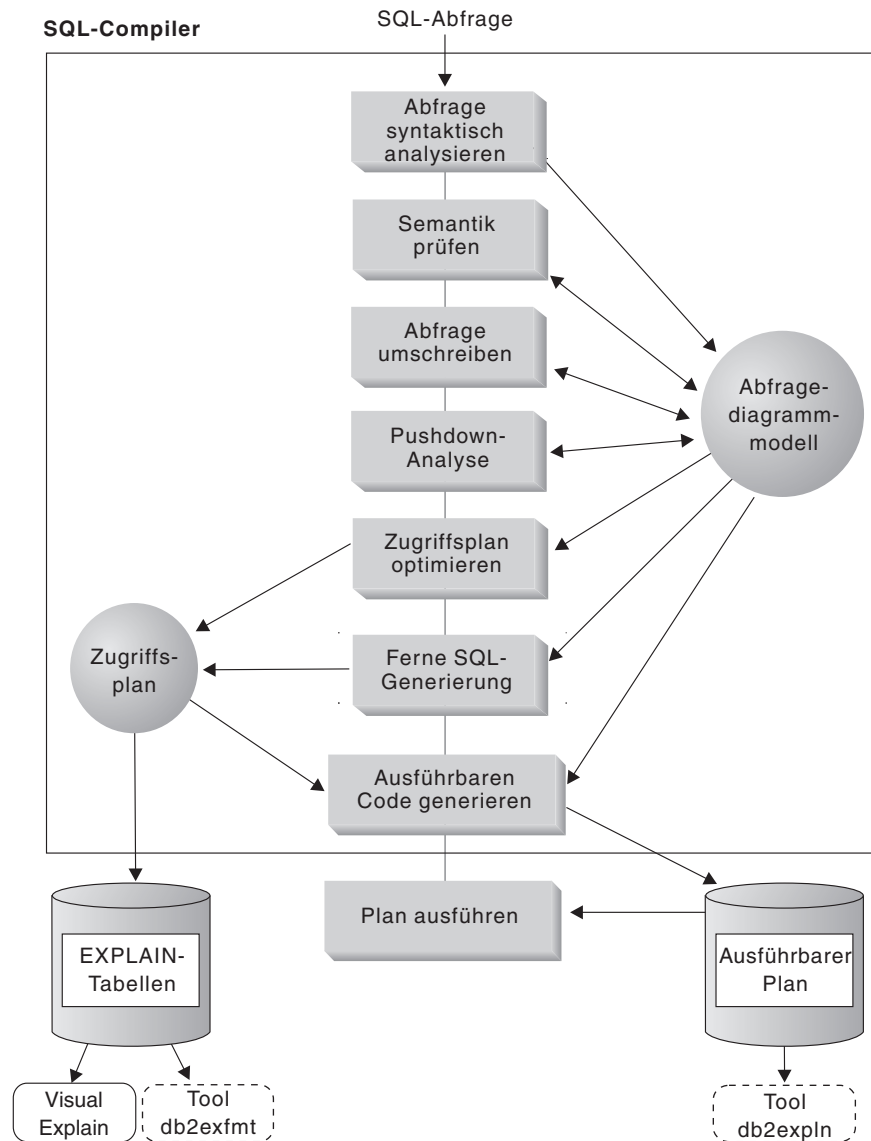 SQL-Abfrage
SQL-Compiler
Abfrage
syntaktisch
analysieren
Semantik
prüfen
Abfrage
umschreiben
Abfrage-
diagramm-
modell
Pushdown-
Analyse
Zugriffsplan
optimieren
Zugriffs-
plan
Ferne SQL-
Generierung
Ausführbaren
Code generieren
Plan ausführen
EXPLAIN-
Tabellen
Ausführbarer
Plan
Visual
Explain
Tool
db2exfmt
Tool
db2expln